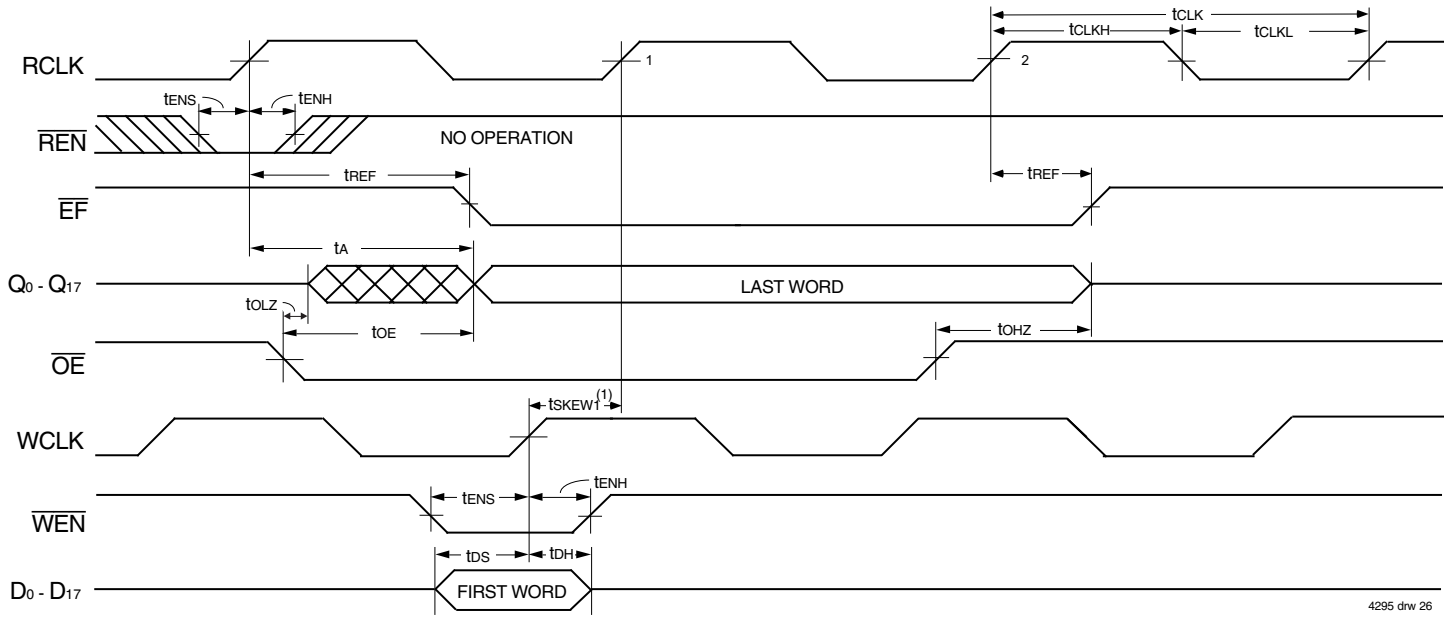 tCLK
tCLKH
tCLKL
RCLK
1
2
tENS
tENH
REN
NO OPERATION
tREF
tREF
EF
tA
Q0 - Q17
LAST WORD
tOLZ
tOE
tOHZ
OE
tSKEW1(1)
WCLK
tENS
tENH
WEN
tDS
tDH
D0 - D17
FIRST WORD
4295 drw 26